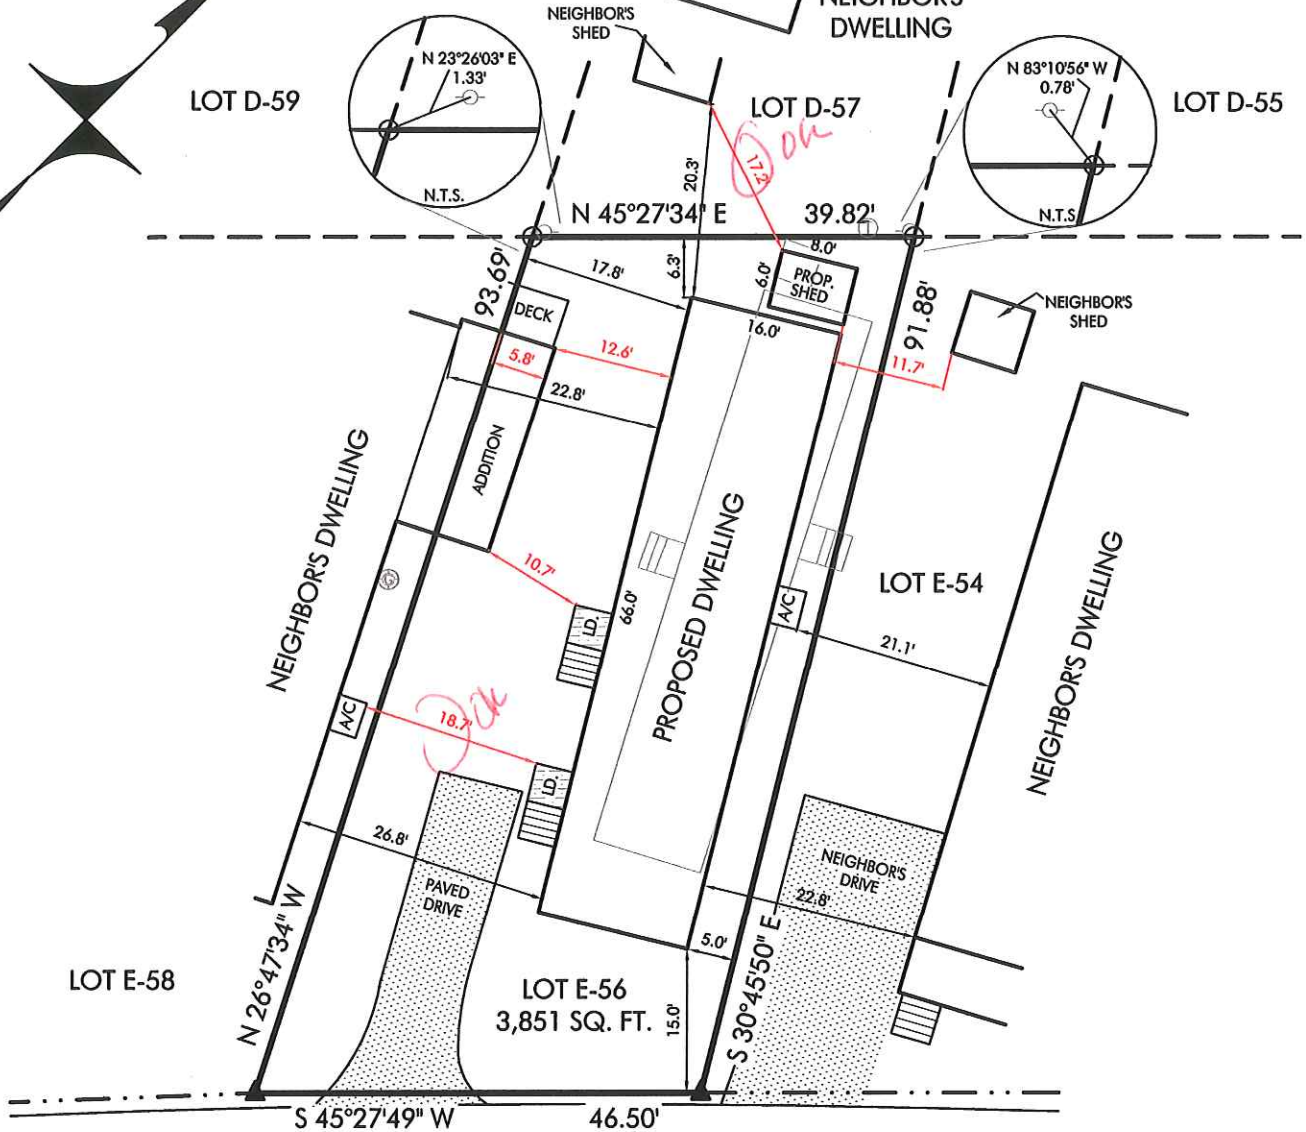 NEIGHBOR'S
DWELLING
NEIGHBOR'S
SHED
N 23°26'03" E
1.33'
N.T.S.
N 83°10'56" W
0.78'
N.T.S
LOT D-59
LOT D-57
LOT D-55
17.2
ok
20.3'
N 45°27'34" E
39.82'
93.69'
17.8'
6.3'
8.0'
6.0'
PROP.
SHED
16.0'
91.88'
NEIGHBOR'S
SHED
DECK
5.8'
12.6'
22.8'
11.7'
ADDITION
NEIGHBOR'S DWELLING
10.7'
LD.
66.0'
PROPOSED DWELLING
A/C
LOT E-54
21.1'
NEIGHBOR'S DWELLING
A/C
18.7'
ok
LD.
26.8'
PAVED
DRIVE
NEIGHBOR'S
DRIVE
22.8'
5.0'
LOT E-58
N 26°47'34" W
LOT E-56
3,851 SQ. FT.
15.0'
S 30°45'50" E
S 45°27'49" W
46.50'